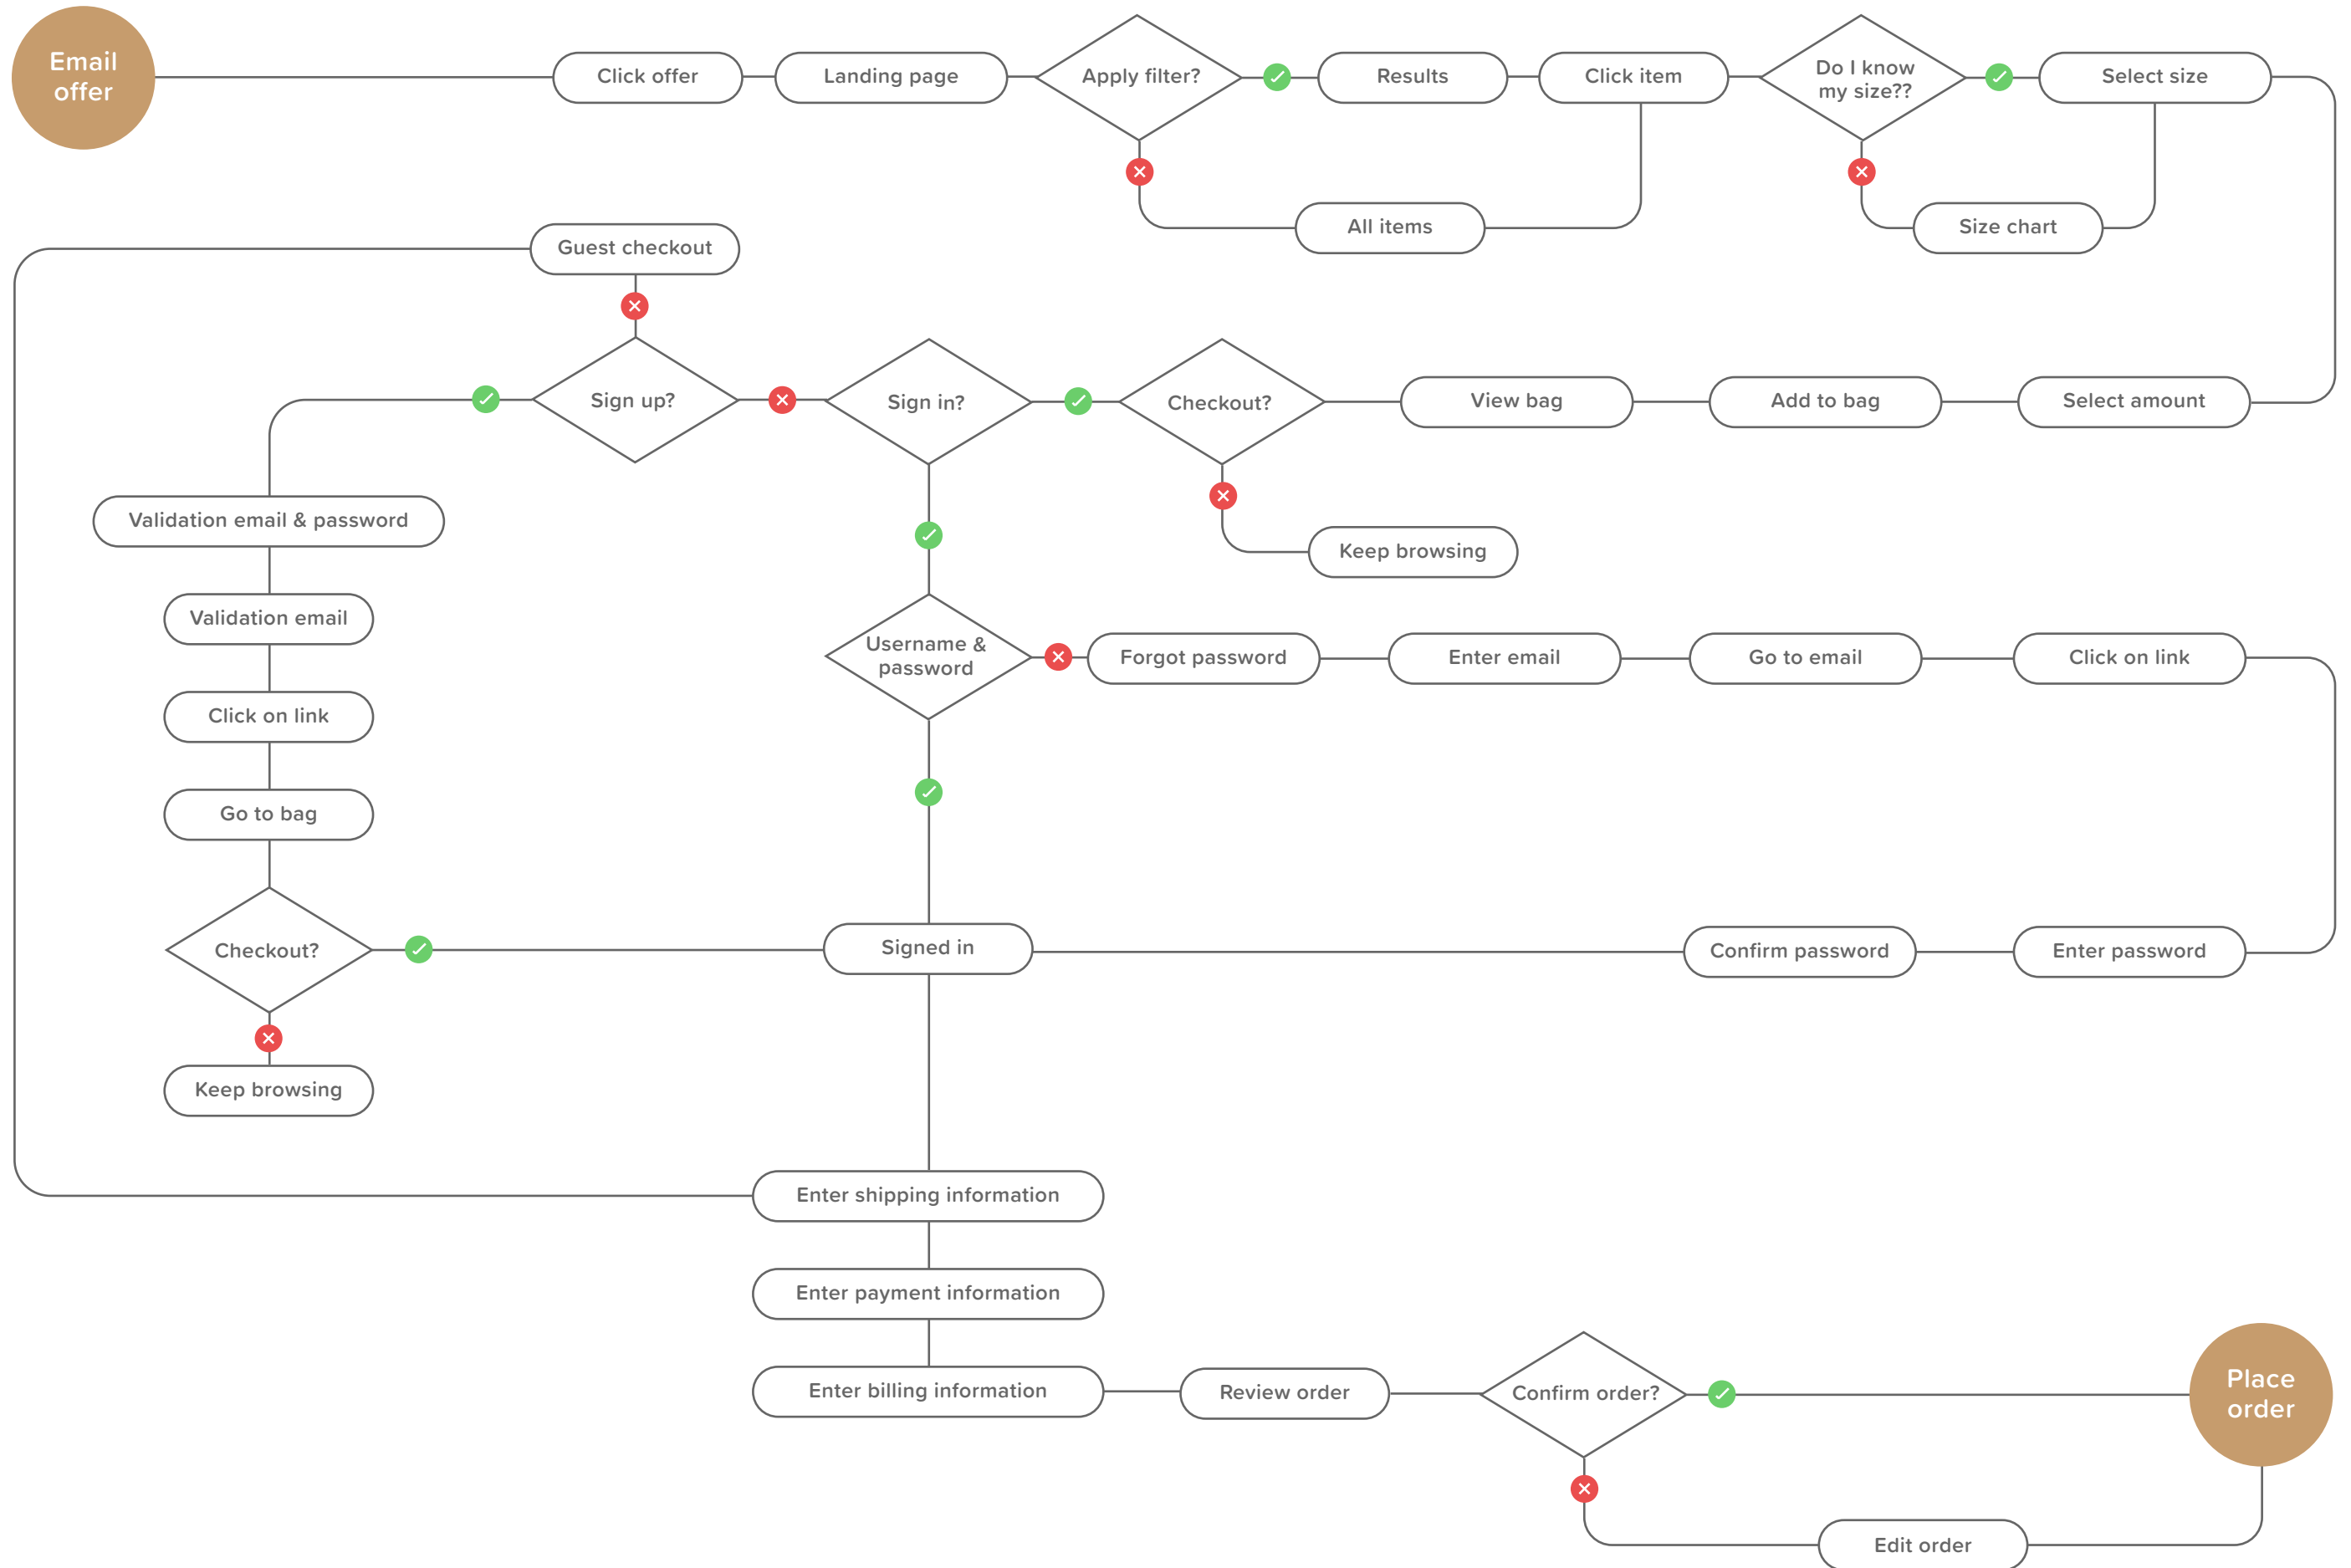 Email
offer
Click offer
Landing page
Apply filter?
Results
Click item
Do I know
my size??
Select size
All items
Size chart
Guest checkout
Sign up?
Sign in?
Checkout?
View bag
Add to bag
Select amount
Validation email & password
Keep browsing
Validation email
Username &
password
Forgot password
Enter email
Go to email
Click on link
Click on link
Go to bag
Checkout?
Signed in
Confirm password
Enter password
Keep browsing
Enter shipping information
Enter payment information
Enter billing information
Review order
Confirm order?
Place
order
Edit order